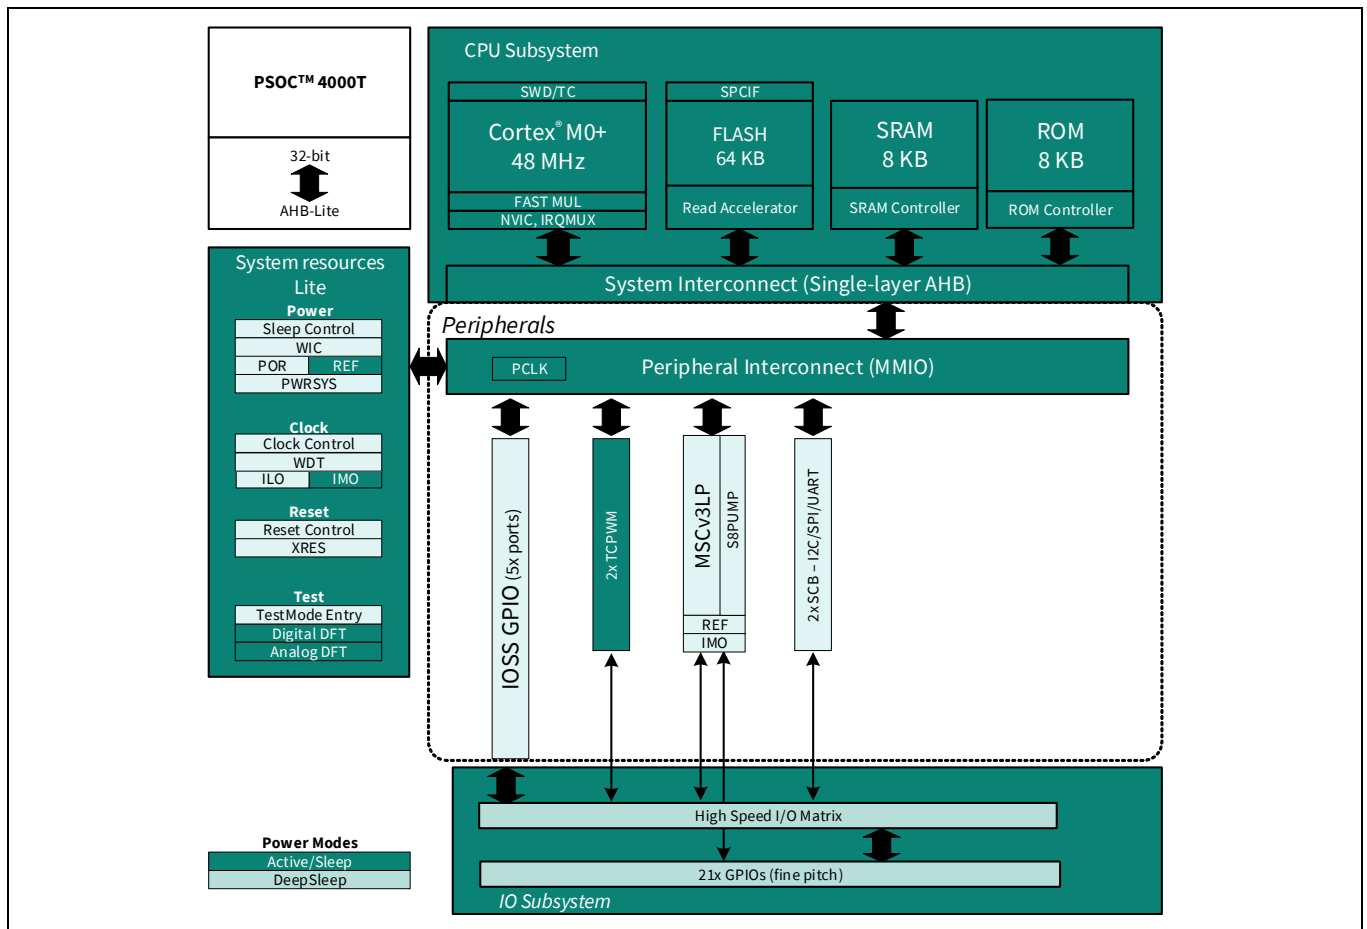 PSOC™ 4000T
32-bit
AHB-Lite
CPU Subsystem
SWD/TC
Cortex® M0+
48 MHz
FAST MUL
NVIC, IRQMUX
SPCIF
FLASH
64 KB
Read Accelerator
SRAM
8 KB
SRAM Controller
ROM
8 KB
ROM Controller
System Interconnect (Single-layer AHB)
System resources
Lite
Power
Sleep Control
WIC
POR
REF
PWRSYS
Clock
Clock Control
WDT
ILO
IMO
Reset
Reset Control
XRES
Test
TestMode Entry
Digital DFT
Analog DFT
Peripherals
PCLK
Peripheral Interconnect (MMIO)
IOSS GPIO (5x ports)
2x TCPWM
MSCv3LP
S8PUMP
REF
IMO
2x SCB – I2C/SPI/UART
High Speed I/O Matrix
21x GPIOs (fine pitch)
IO Subsystem
Power Modes
Active/Sleep
DeepSleep